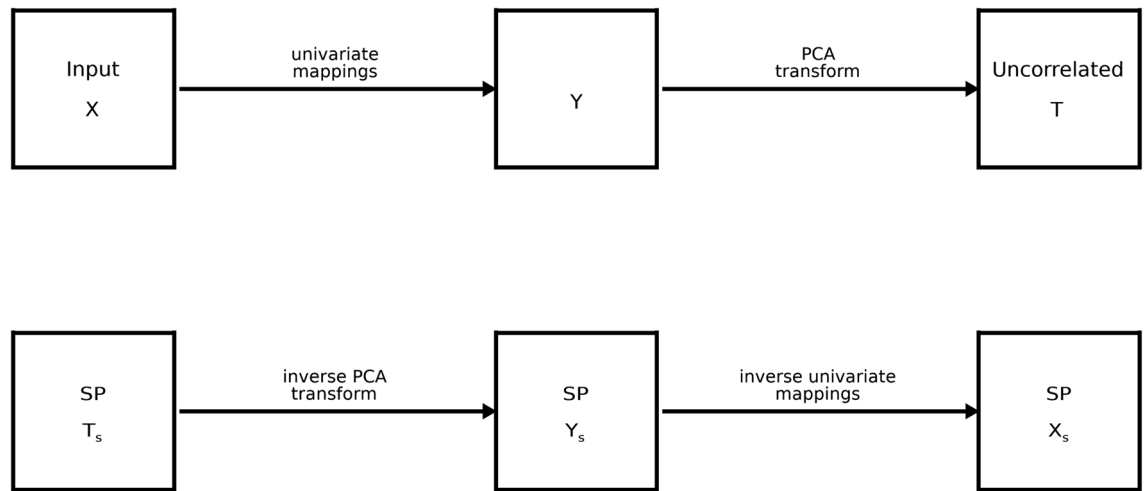 Input
X
univariate
mappings
Y
PCA
transform
Uncorrelated
T
SP
Tₛ
inverse PCA
transform
SP
Yₛ
inverse univariate
mappings
SP
Xₛ